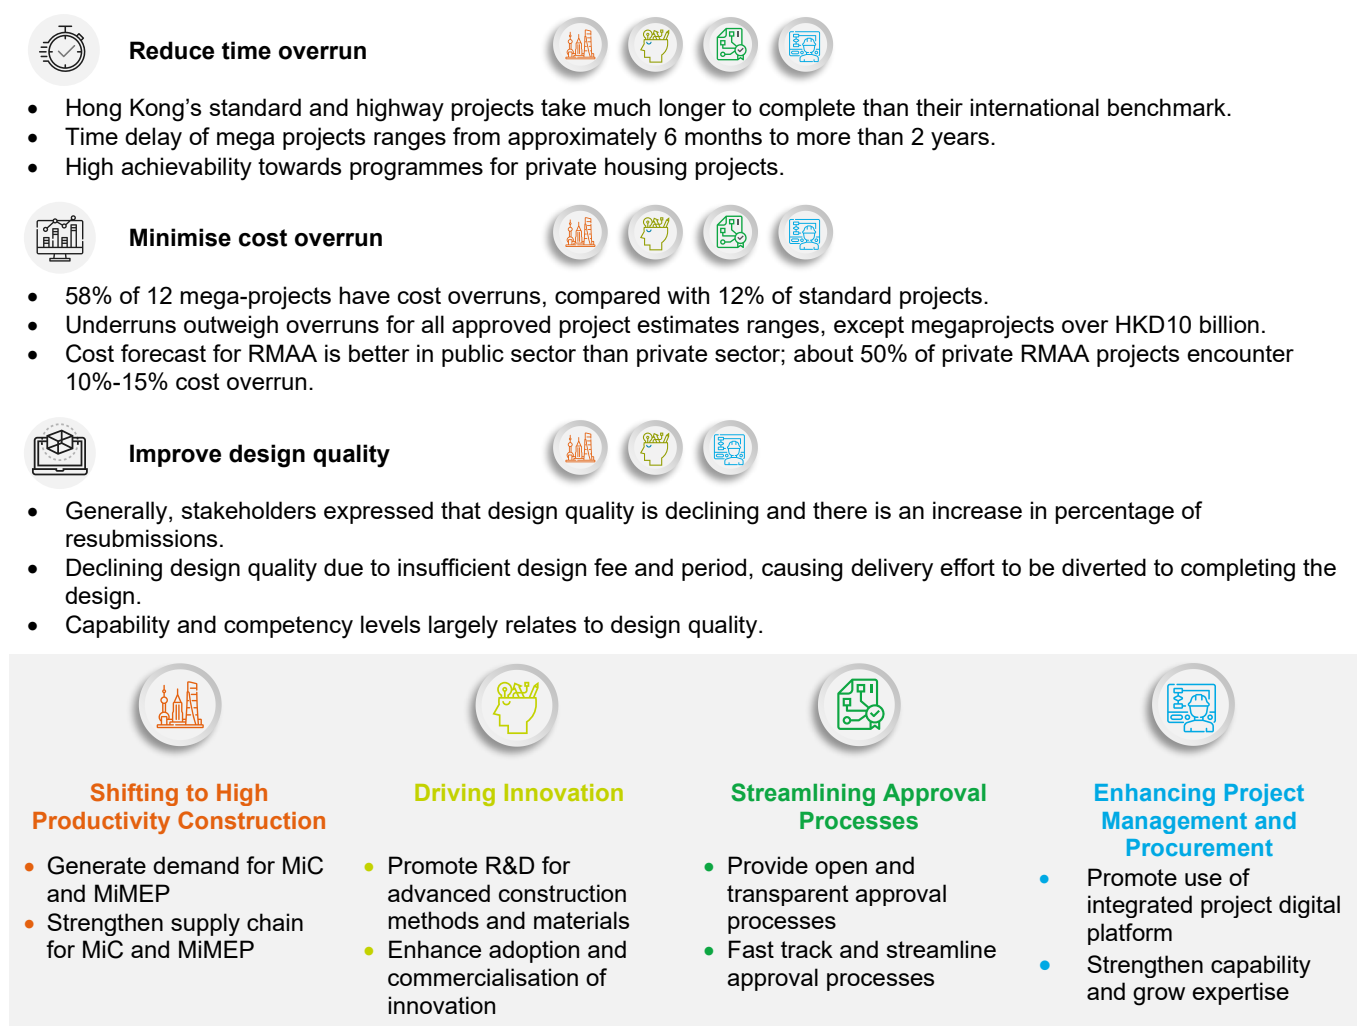 Reduce time overrun
• Hong Kong’s standard and highway projects take much longer to complete than their international benchmark.
• Time delay of mega projects ranges from approximately 6 months to more than 2 years.
• High achievability towards programmes for private housing projects.
Minimise cost overrun
• 58% of 12 mega-projects have cost overruns, compared with 12% of standard projects.
• Underruns outweigh overruns for all approved project estimates ranges, except megaprojects over HKD10 billion.
• Cost forecast for RMAA is better in public sector than private sector; about 50% of private RMAA projects encounter
10%-15% cost overrun.
Improve design quality
• Generally, stakeholders expressed that design quality is declining and there is an increase in percentage of
resubmissions.
• Declining design quality due to insufficient design fee and period, causing delivery effort to be diverted to completing the
design.
• Capability and competency levels largely relates to design quality.
Shifting to High
Productivity Construction
• Generate demand for MiC
and MiMEP
• Strengthen supply chain
for MiC and MiMEP
Driving Innovation
• Promote R&D for
advanced construction
methods and materials
• Enhance adoption and
commercialisation of
innovation
Streamlining Approval
Processes
• Provide open and
transparent approval
processes
• Fast track and streamline
approval processes
Enhancing Project
Management and
Procurement
• Promote use of
integrated project digital
platform
• Strengthen capability
and grow expertise